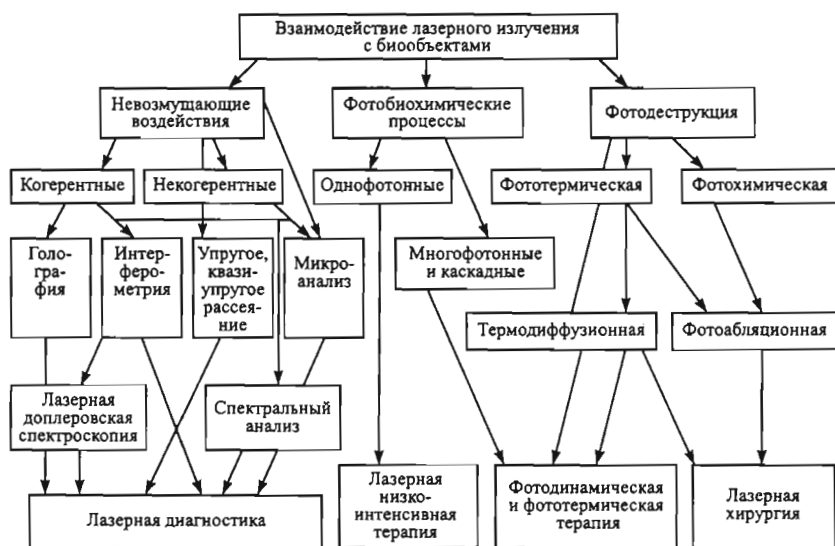 Взаимодействие лазерного излучения
с биообъектами
Невозмущающие
воздействия
Фотобиохимические
процессы
Фотодеструкция
Когерентные
Некогерентные
Однофотонные
Фототермическая
Фотохимическая
Голо-
гра-
фия
Интер-
феро-
метрия
Упругое,
квази-
упругое
рассея-
ние
Микро-
анализ
Многофотонные
и каскадные
Термодиффузионная
Фотоабляционная
Лазерная
доплеровская
спектроскопия
Спектральный
анализ
Лазерная диагностика
Лазерная
низко-
интенсивная
терапия
Фотодинамическая
и фототермическая
терапия
Лазерная
хирургия